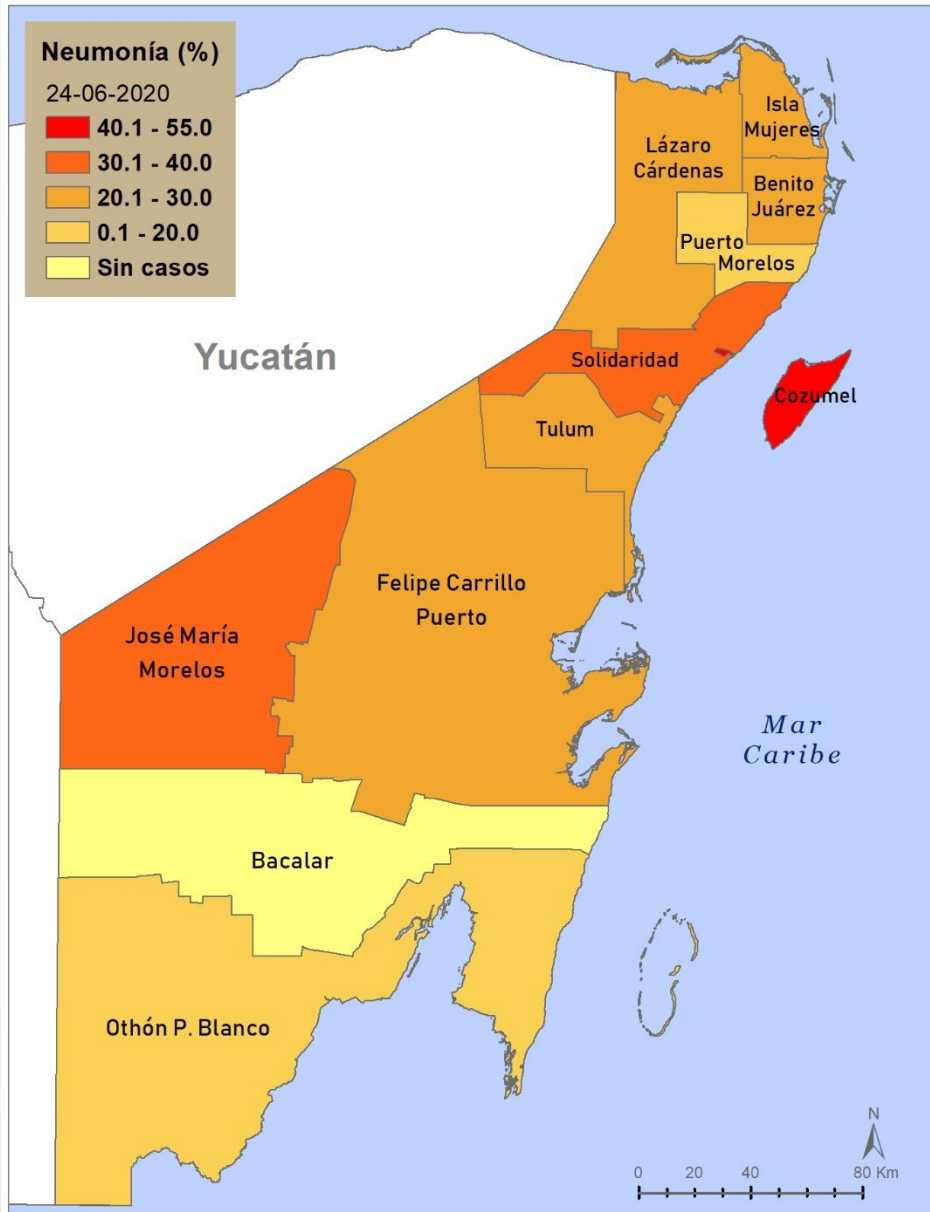 Neumonía (%)
24-06-2020
40.1 - 55.0
30.1 - 40.0
20.1 - 30.0
0.1 - 20.0
Sin casos
Isla
Mujeres
Lázaro
Cárdenas
Benito
Juárez
Puerto
Morelos
Yucatán
Solidaridad
Cozumel
Tulum
Felipe Carrillo
Puerto
José María
Morelos
Mar
Caribe
Bacalar
Othón P. Blanco
N
0 20 40 80 Km